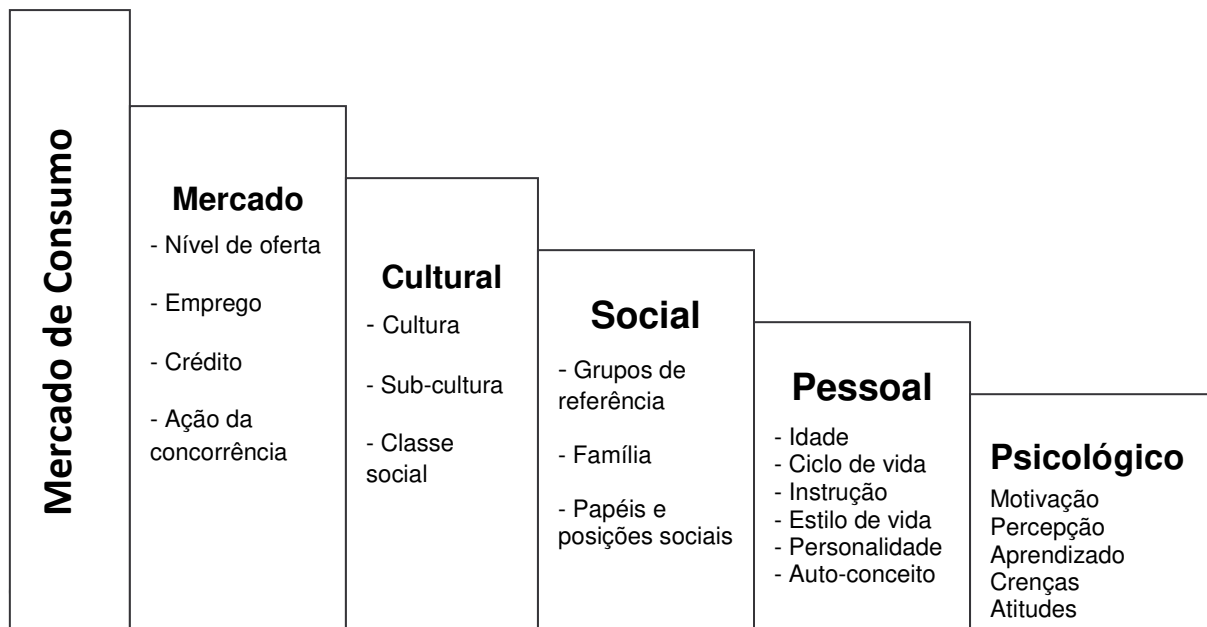 Mercado de Consumo
Mercado
- Nível de oferta
- Emprego
- Crédito
- Ação da
concorrência
Cultural
- Cultura
- Sub-cultura
- Classe
social
Social
- Grupos de
referência
- Família
- Papéis e
posições sociais
Pessoal
- Idade
- Ciclo de vida
- Instrução
- Estilo de vida
- Personalidade
- Auto-conceito
Psicológico
Motivação
Percepção
Aprendizado
Crenças
Atitudes